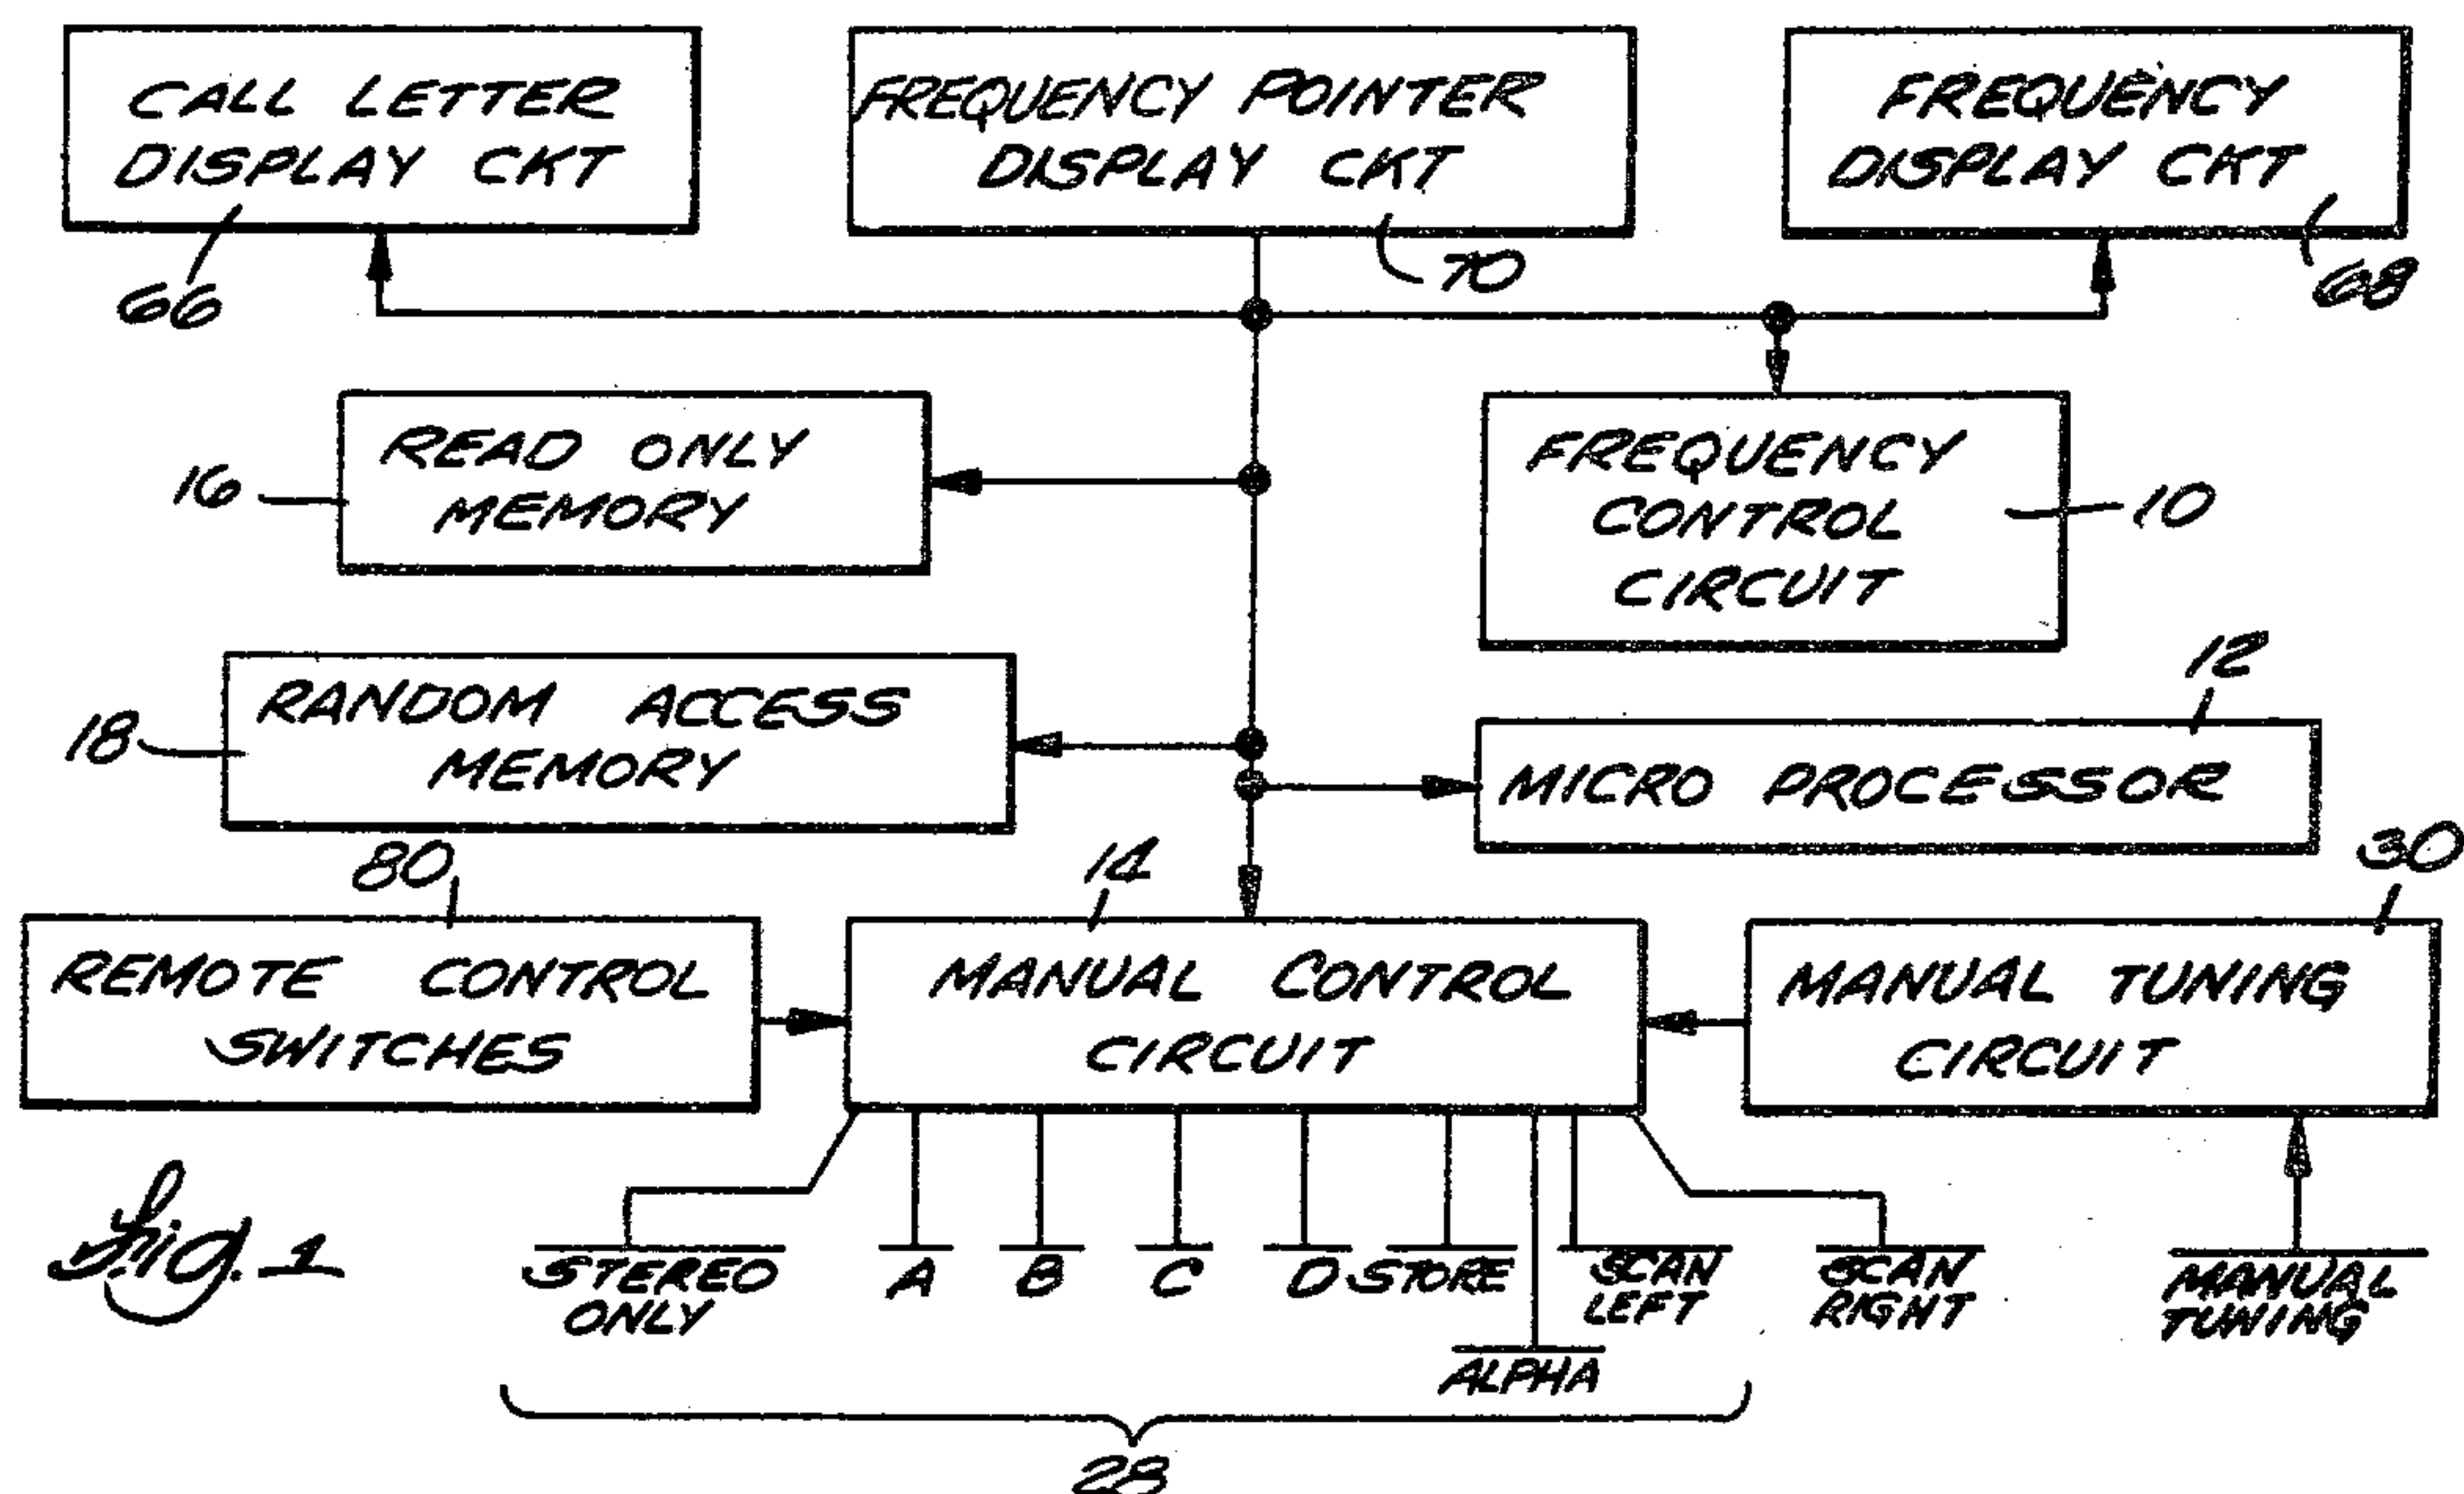 CALL LETTER
DISPLAY CKT
66
FREQUENCY POINTER
DISPLAY CKT
70
FREQUENCY
DISPLAY CKT
68
READ ONLY
MEMORY
16
FREQUENCY
CONTROL
CIRCUIT
10
RANDOM ACCESS
MEMORY
18
MICRO PROCESSOR
12
REMOTE CONTROL
SWITCHES
80
MANUAL CONTROL
CIRCUIT
14
MANUAL TUNING
CIRCUIT
30
STEREO
ONLY
A
B
C
D
STORE
ALPHA
SCAN
LEFT
SCAN
RIGHT
MANUAL
TUNING
28
Fig. 1